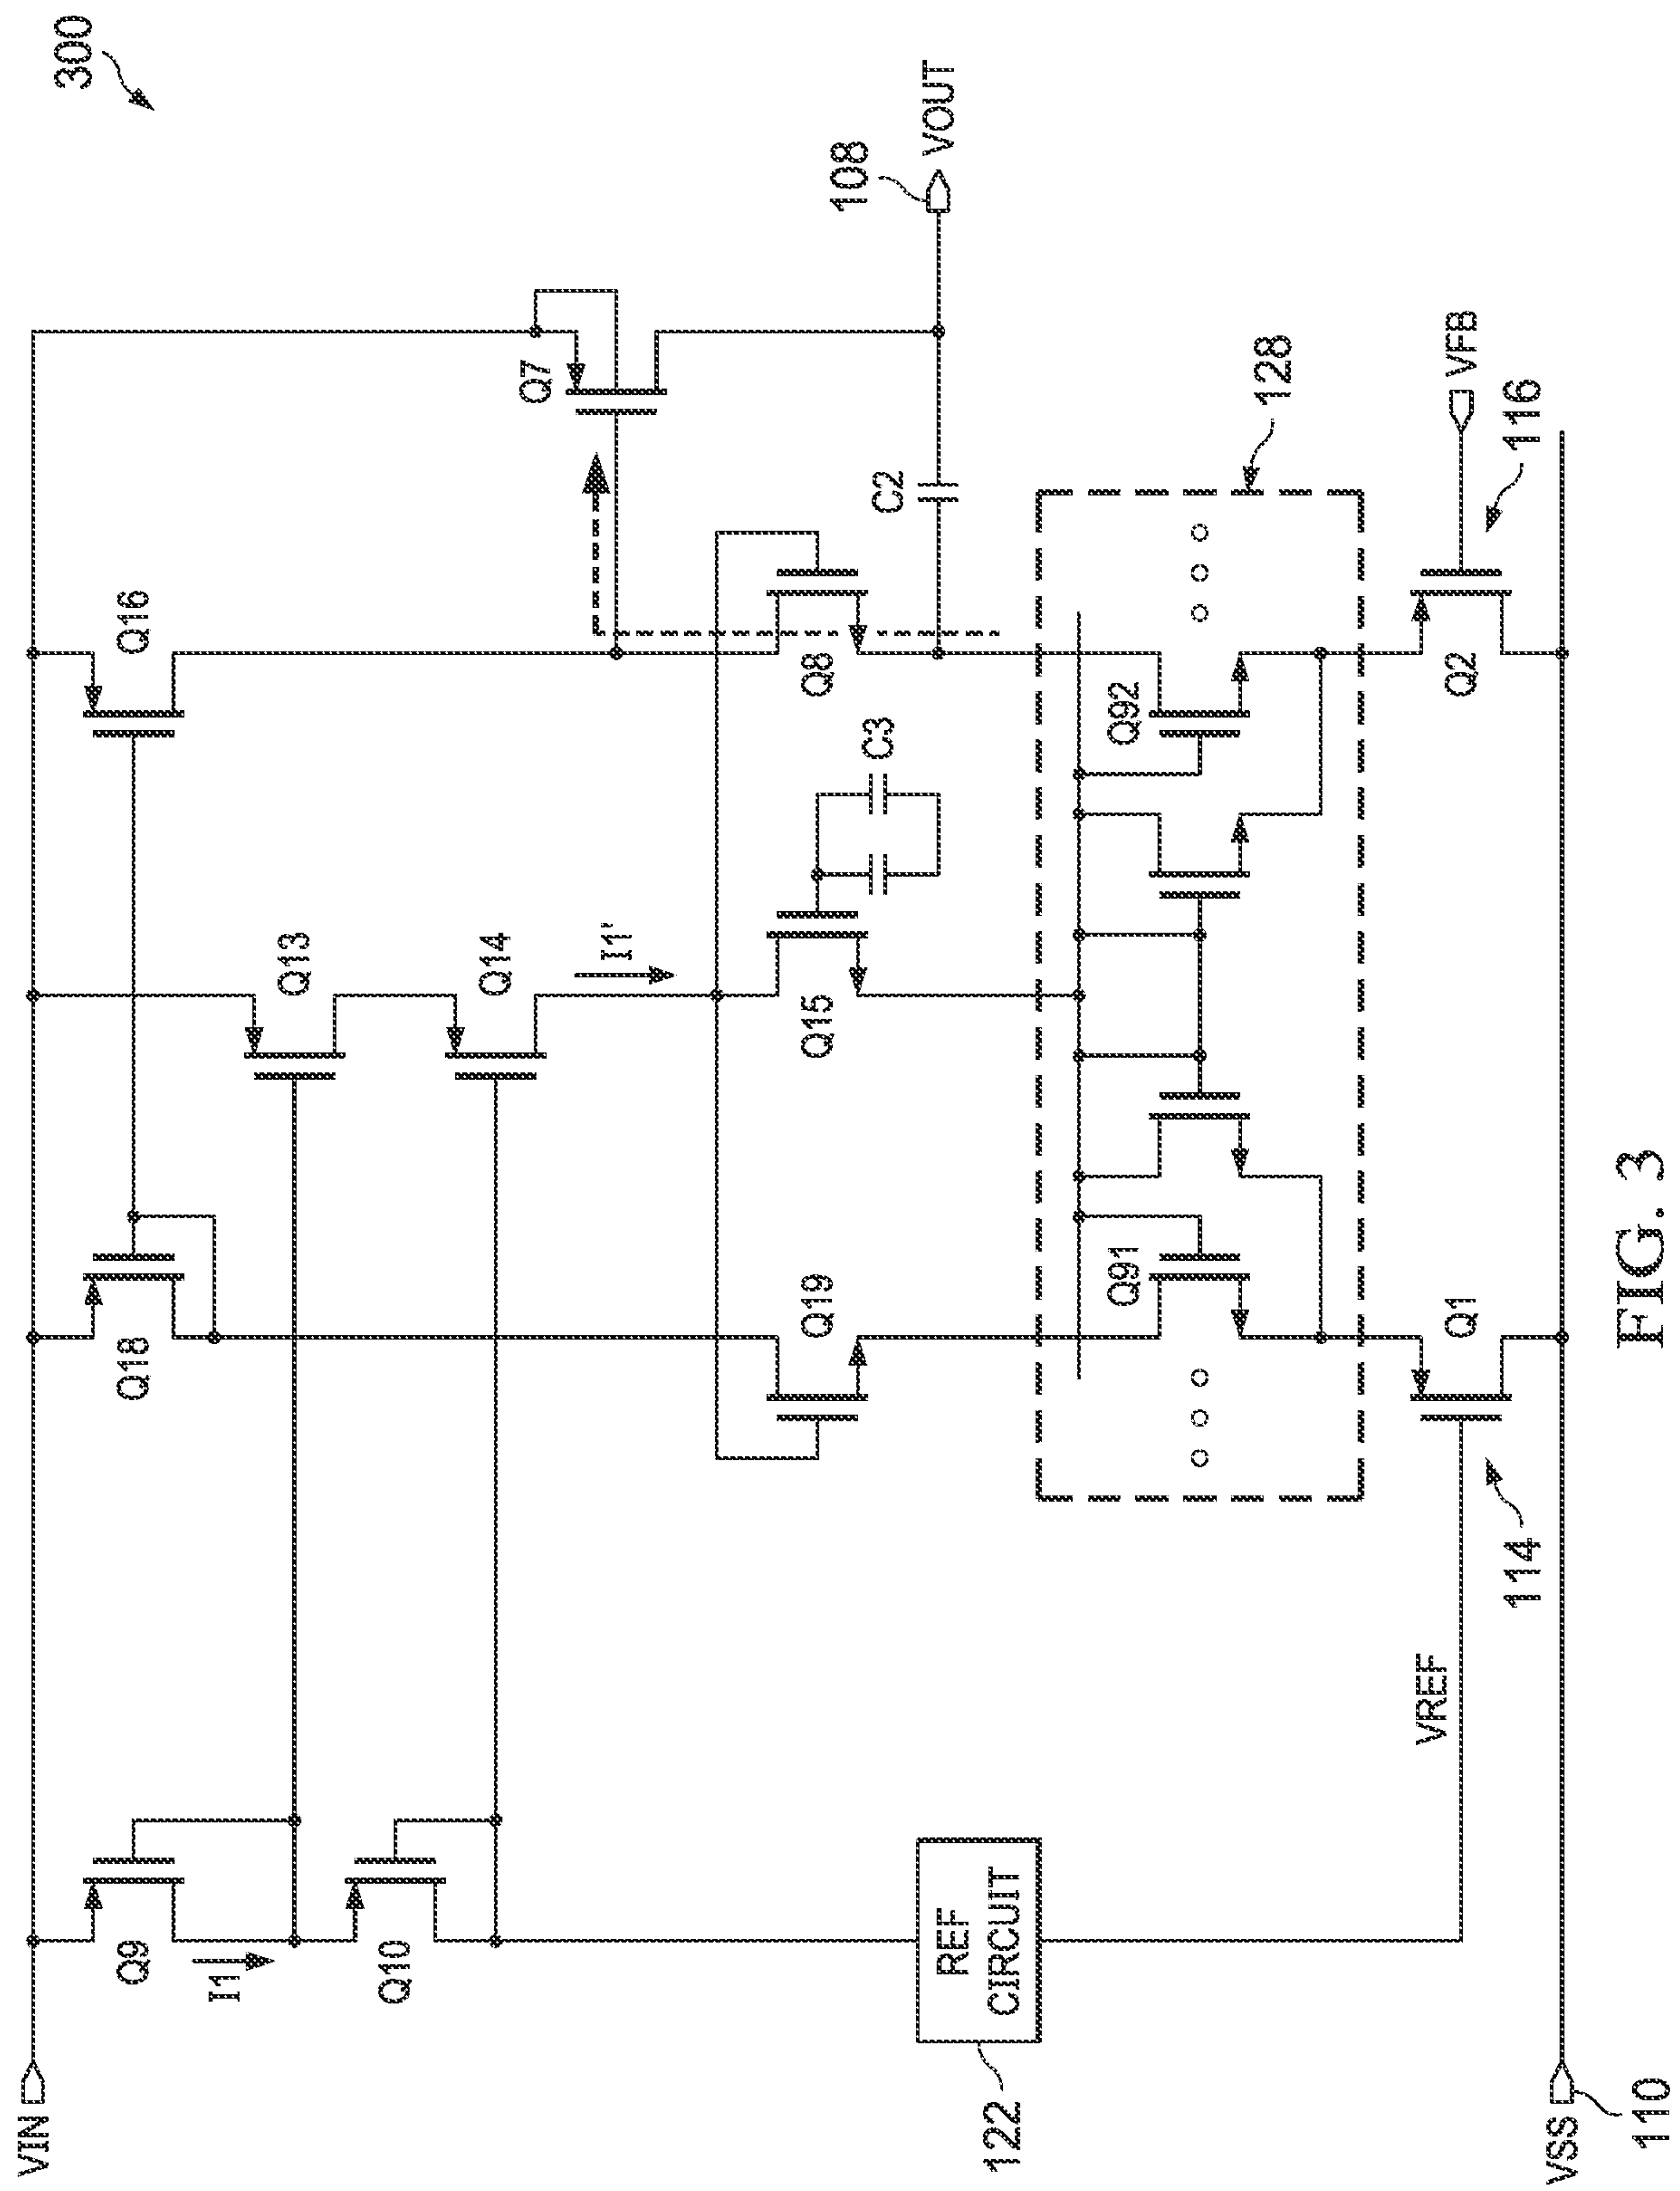 300
VIN
Q9
I1
Q10
Q18
Q16
Q13
Q14
I1'
Q7
Q19
Q15
Q8
C3
C2
108
VOUT
REF
CIRCUIT
122
Q91
Q92
128
Q1
Q2
VFB
VREF
114
116
VSS
110
FIG. 3